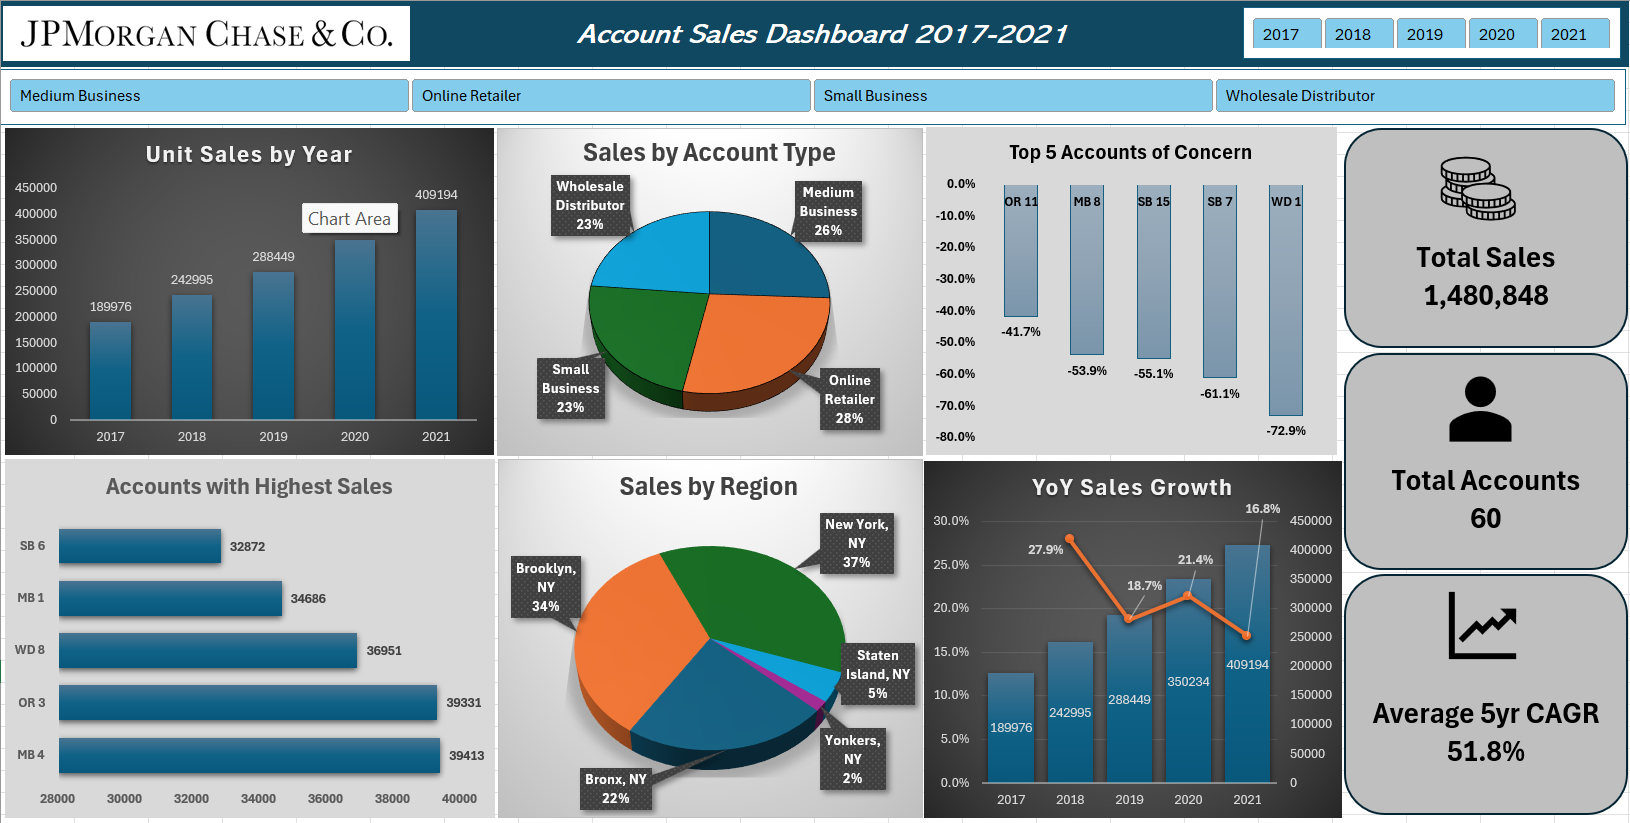 JPMORGAN CHASE & CO.
Account Sales Dashboard 2017-2021
2017 2018 2019 2020 2021
Medium Business
Online Retailer
Small Business
Wholesale Distributor
Unit Sales by Year
450000
400000
350000
300000
250000
200000
150000
100000
50000
0
189976
242995
288449
Chart Area
409194
2017 2018 2019 2020 2021
Sales by Account Type
Wholesale
Distributor
23%
Medium
Business
26%
Small
Business
23%
Online
Retailer
28%
Top 5 Accounts of Concern
0.0%
-10.0%
-20.0%
-30.0%
-40.0%
-50.0%
-60.0%
-70.0%
-80.0%
OR 11 MB 8 SB 15 SB 7 WD 1
-41.7%
-53.9%
-55.1%
-61.1%
-72.9%
Total Sales
1,480,848
Total Accounts
60
Average 5yr CAGR
51.8%
Accounts with Highest Sales
SB 6 32872
MB 1 34686
WD 8 36951
OR 3 39331
MB 4 39413
28000 30000 32000 34000 36000 38000 40000
Sales by Region
New York,
NY
37%
Brooklyn,
NY
34%
Staten
Island, NY
5%
Yonkers,
NY
2%
Bronx, NY
22%
YoY Sales Growth
30.0%
25.0%
20.0%
15.0%
10.0%
5.0%
0.0%
27.9%
18.7%
21.4%
16.8%
189976
242995
288449
350234
409194
450000
400000
350000
300000
250000
200000
150000
100000
50000
0
2017 2018 2019 2020 2021